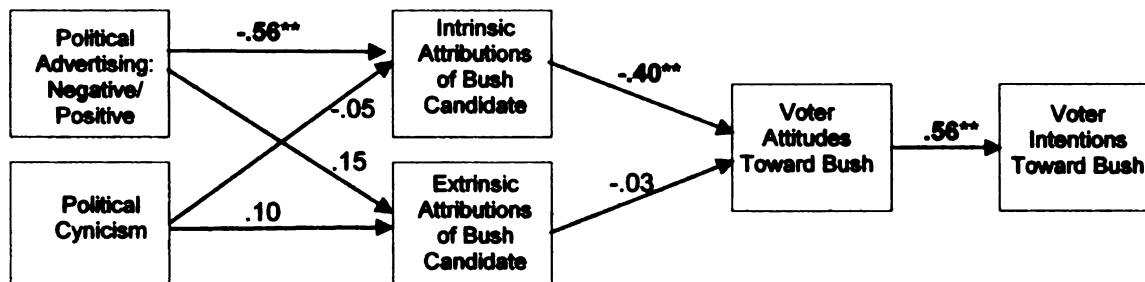 Political
Advertising:
Negative/
Positive
-.56**
Intrinsic
Attributions
of Bush
Candidate
-.40**
-.05
Voter
Attitudes
Toward Bush
.56**
Voter
Intentions
Toward Bush
.15
Political
Cynicism
.10
Extrinsic
Attributions
of Bush
Candidate
-.03